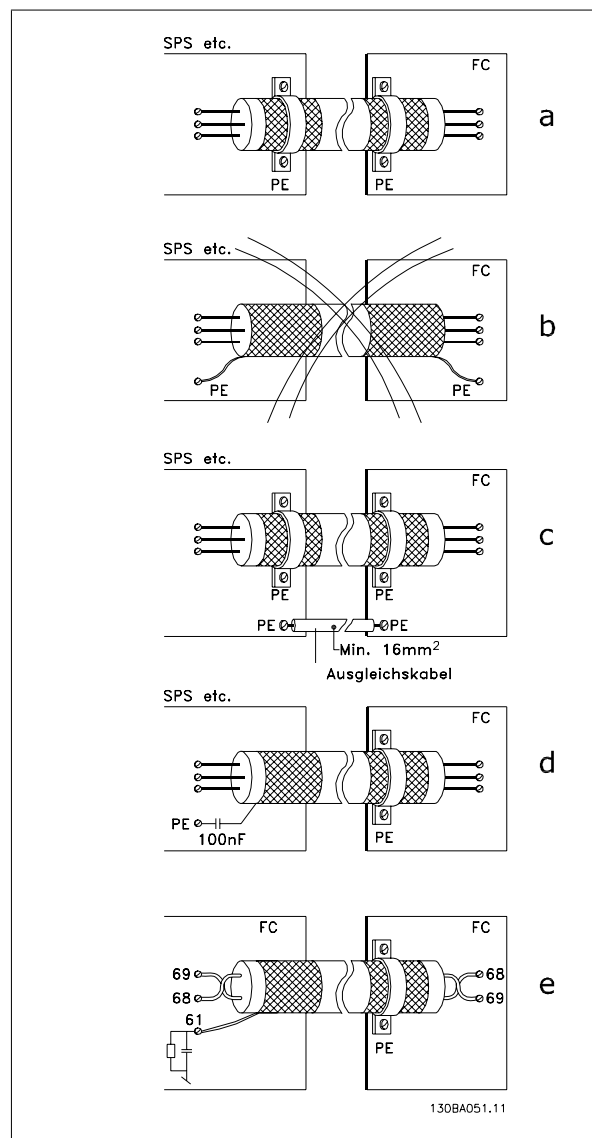 SPS etc.
FC
a
PE
PE
SPS etc.
FC
b
PE
PE
SPS etc.
FC
c
PE
PE
PE
PE
Min. 16mm²
Ausgleichskabel
SPS etc.
FC
d
PE
100nF
PE
FC
FC
69
68
e
68
69
61
PE
130BA051.11